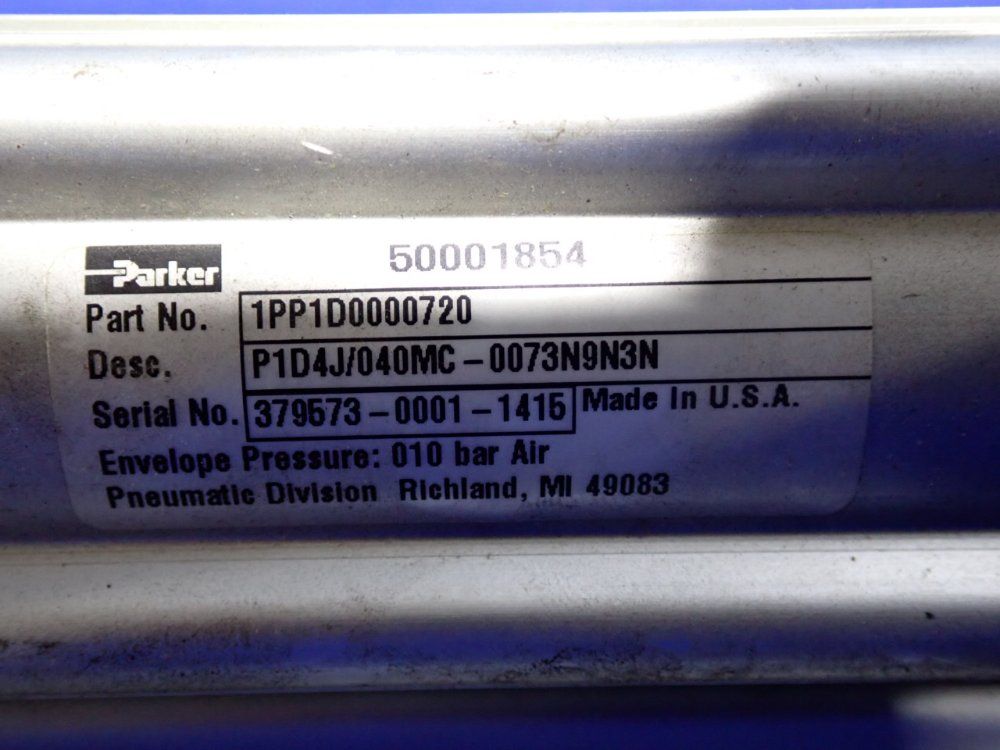 Parker 50001854
Part No. 1PP1D0000720
Desc. P1D4J/040MC-0073N9N3N
Serial No. 379573-0001-1415 Made In U.S.A.
Envelope Pressure: 010 bar Air
Pneumatic Division Richland, MI 49083